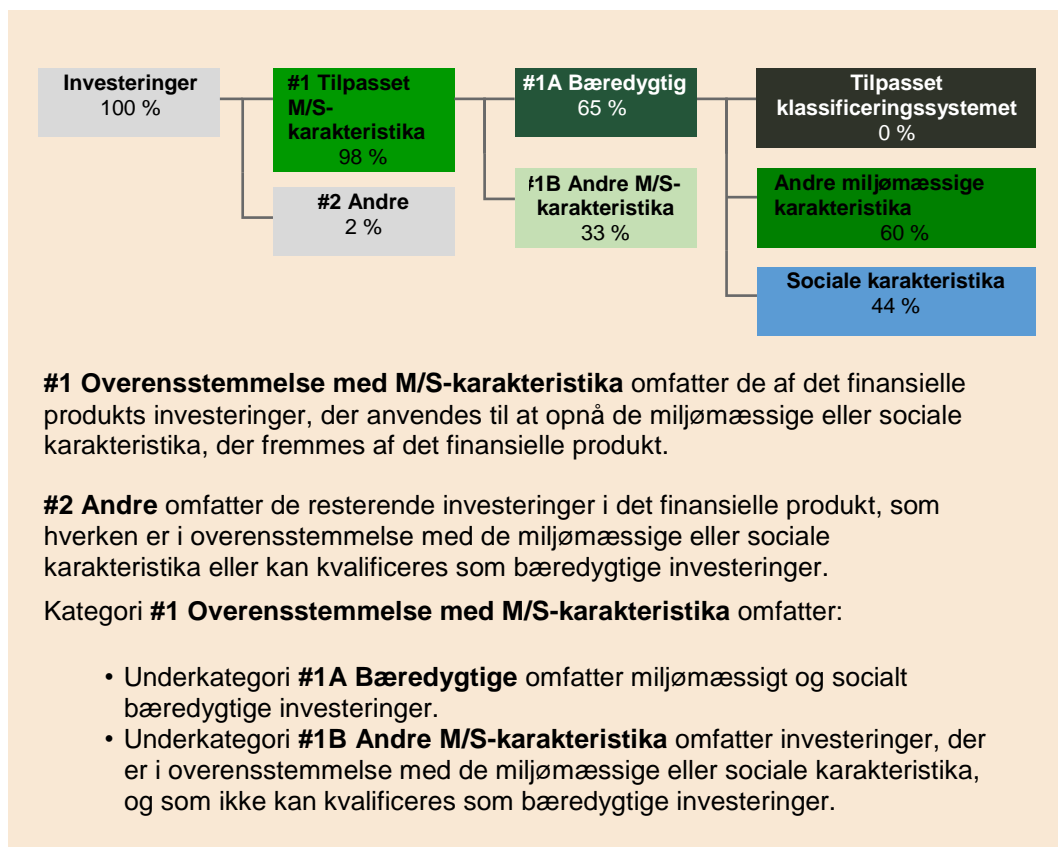 Investeringer
100 %
#1 Tilpasset
M/S-
karakteristika
98 %
#2 Andre
2 %
#1A Bæredygtig
65 %
#1B Andre M/S-
karakteristika
33 %
Tilpasset
klassificeringssystemet
0 %
Andre miljømæssige
karakteristika
60 %
Sociale karakteristika
44 %
#1 Overensstemmelse med M/S-karakteristika omfatter de af det finansielle
produkts investeringer, der anvendes til at opnå de miljømæssige eller sociale
karakteristika, der fremmes af det finansielle produkt.
#2 Andre omfatter de resterende investeringer i det finansielle produkt, som
hverken er i overensstemmelse med de miljømæssige eller sociale
karakteristika eller kan kvalificeres som bæredygtige investeringer.
Kategori #1 Overensstemmelse med M/S-karakteristika omfatter:
• Underkategori #1A Bæredygtige omfatter miljømæssigt og socialt
bæredygtige investeringer.
• Underkategori #1B Andre M/S-karakteristika omfatter investeringer, der
er i overensstemmelse med de miljømæssige eller sociale karakteristika,
og som ikke kan kvalificeres som bæredygtige investeringer.